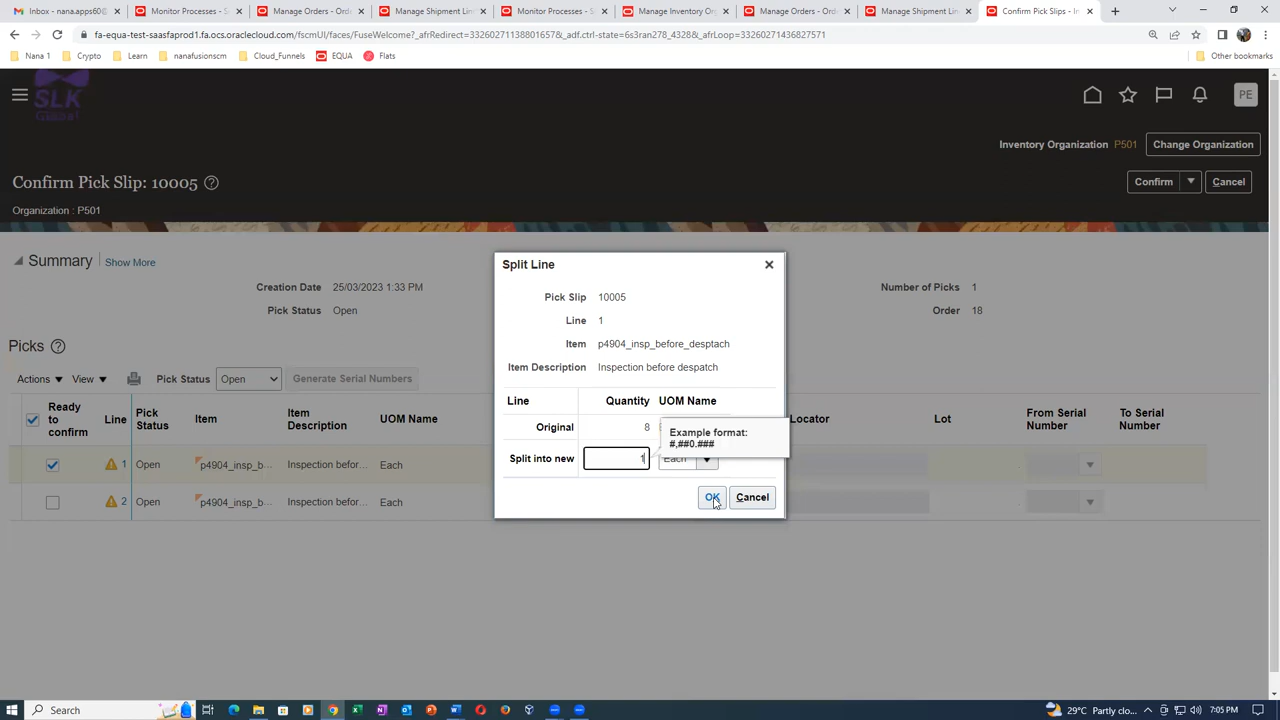 Inbox - nana.apps60@
Monitor Processes - S
Manage Orders - Ord
Manage Shipment Lin
Monitor Processes - S
Manage Inventory Or
Manage Orders - Ord
Manage Shipment Lin
Confirm Pick Slips - In
fa-equa-test-saasfaprod1.fa.ocs.oraclecloud.com/fscmUI/faces/FuseWelcome?_afrRedirect=33260271138801657&_adf.ctrl-state=6s3ran278_4328&_afrLoop=33260271436827571
Nana 1
Crypto
Learn
nanafusionscm
Cloud_Funnels
EQUA
Flats
Other bookmarks
SLK
Global
PE
Inventory Organization P501
Change Organization
Confirm Pick Slip: 10005
Confirm
Cancel
Organization : P501
Summary
Show More
Creation Date 25/03/2023 1:33 PM
Number of Picks 1
Pick Status Open
Order 18
Picks
Actions
View
Pick Status
Open
Generate Serial Numbers
Ready to confirm
Line
Pick Status
Item
Item Description
UOM Name
Locator
Lot
From Serial Number
To Serial Number
1 Open p4904_insp_b... Inspection befor... Each
2 Open p4904_insp_b... Inspection befor... Each
Split Line
Pick Slip 10005
Line 1
Item p4904_insp_before_desptach
Item Description Inspection before despatch
Line Quantity UOM Name
Original 8
Split into new 1 Each
Example format:
#,##0.###
OK
Cancel
Search
29°C Partly clo...
7:05 PM